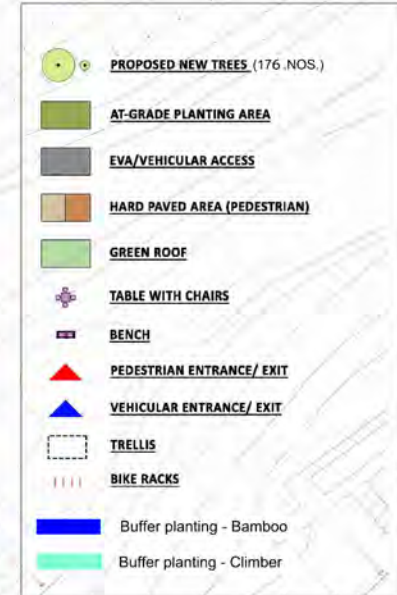 PROPOSED NEW TREES (176 .NOS.)
AT-GRADE PLANTING AREA
EVA/VEHICULAR ACCESS
HARD PAVED AREA (PEDESTRIAN)
GREEN ROOF
TABLE WITH CHAIRS
BENCH
PEDESTRIAN ENTRANCE/ EXIT
VEHICULAR ENTRANCE/ EXIT
TRELLIS
BIKE RACKS
Buffer planting - Bamboo
Buffer planting - Climber